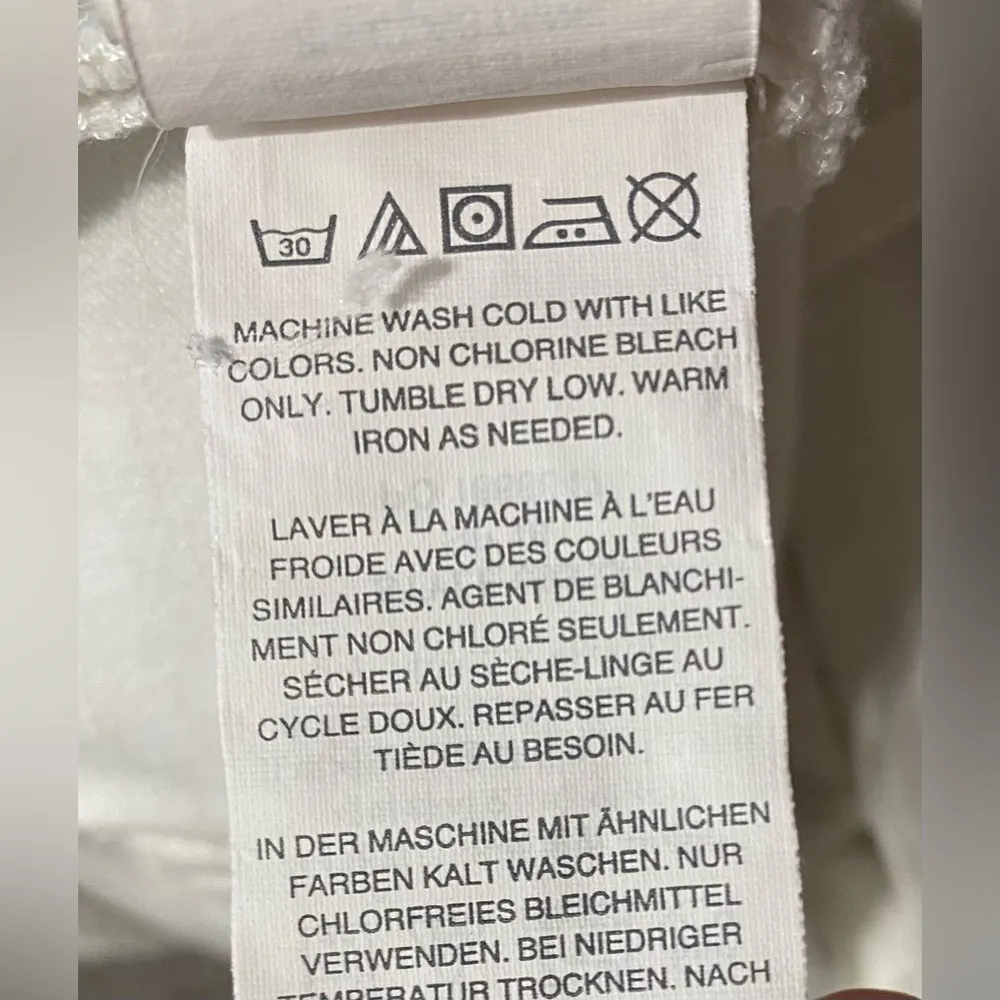 30
MACHINE WASH COLD WITH LIKE
COLORS. NON CHLORINE BLEACH
ONLY. TUMBLE DRY LOW. WARM
IRON AS NEEDED.
LAVER À LA MACHINE À L'EAU
FROIDE AVEC DES COULEURS
SIMILAIRES. AGENT DE BLANCHI-
MENT NON CHLORÉ SEULEMENT.
SÉCHER AU SÈCHE-LINGE AU
CYCLE DOUX. REPASSER AU FER
TIÈDE AU BESOIN.
IN DER MASCHINE MIT ÄHNLICHEN
FARBEN KALT WASCHEN. NUR
CHLORFREIES BLEICHMITTEL
VERWENDEN. BEI NIEDRIGER
TEMPERATUR TROCKNEN. NACH